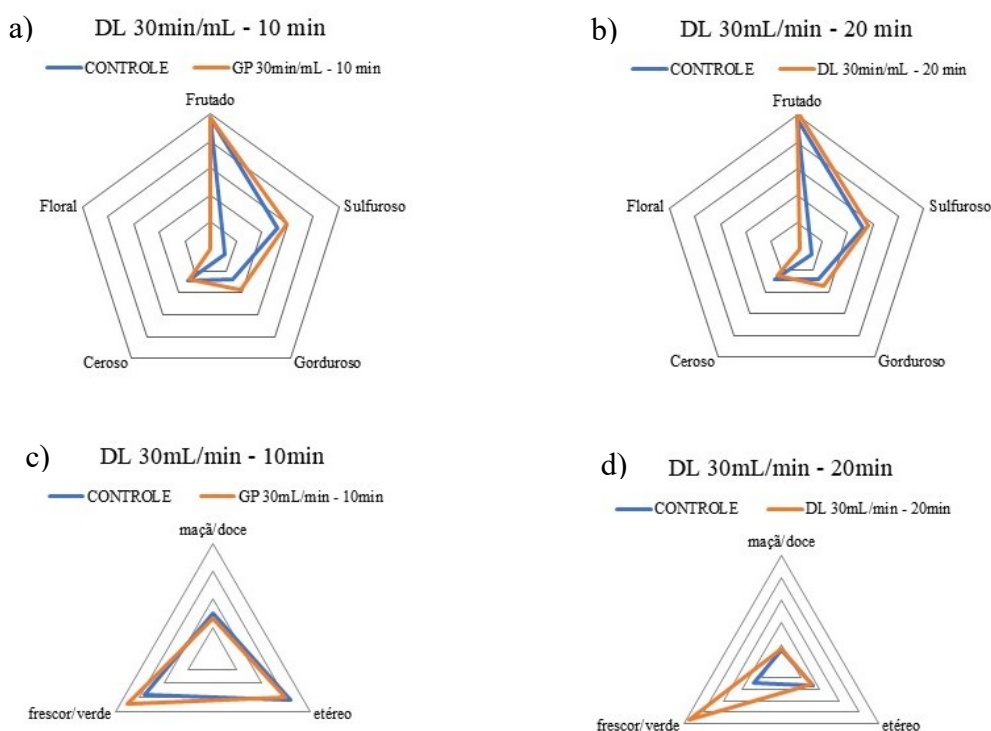 a)
DL 30min/mL - 10 min
CONTROLE
GP 30min/mL - 10 min
Frutado
Sulfuroso
Gorduroso
Ceroso
Floral
b)
DL 30mL/min - 20 min
CONTROLE
DL 30min/mL - 20 min
Frutado
Sulfuroso
Gorduroso
Ceroso
Floral
c)
DL 30mL/min - 10min
CONTROLE
GP 30mL/min - 10min
maçã/doce
etéreo
frescor/verde
d)
DL 30mL/min - 20min
CONTROLE
DL 30mL/min - 20min
maçã/doce
etéreo
frescor/verde